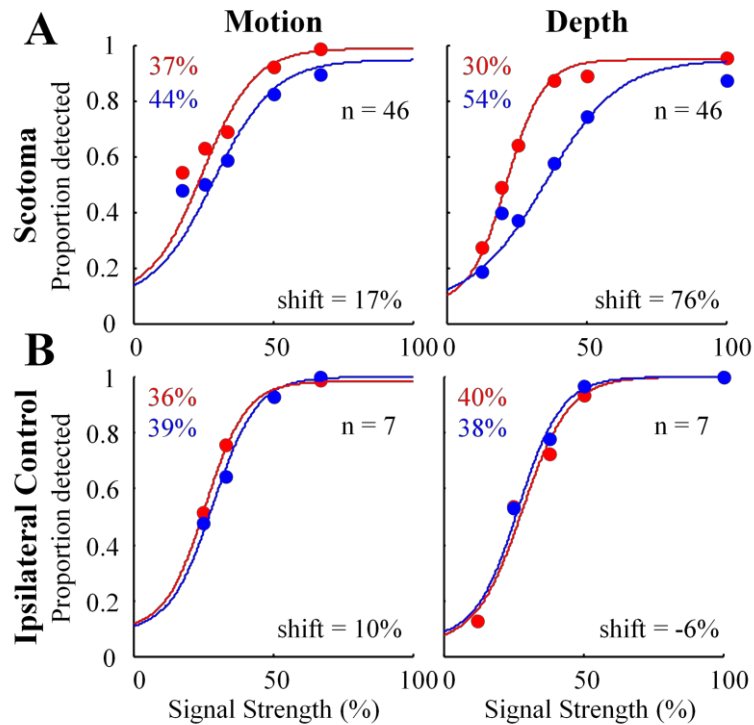 A
Motion
Depth
Scotoma
Proportion detected
1
0.8
0.6
0.4
0.2
0
37%
44%
n = 46
shift = 17%
0
50
100
30%
54%
n = 46
shift = 76%
0
50
100
B
Ipsilateral Control
Proportion detected
1
0.8
0.6
0.4
0.2
0
36%
39%
n = 7
shift = 10%
0
50
100
Signal Strength (%)
40%
38%
n = 7
shift = -6%
0
50
100
Signal Strength (%)